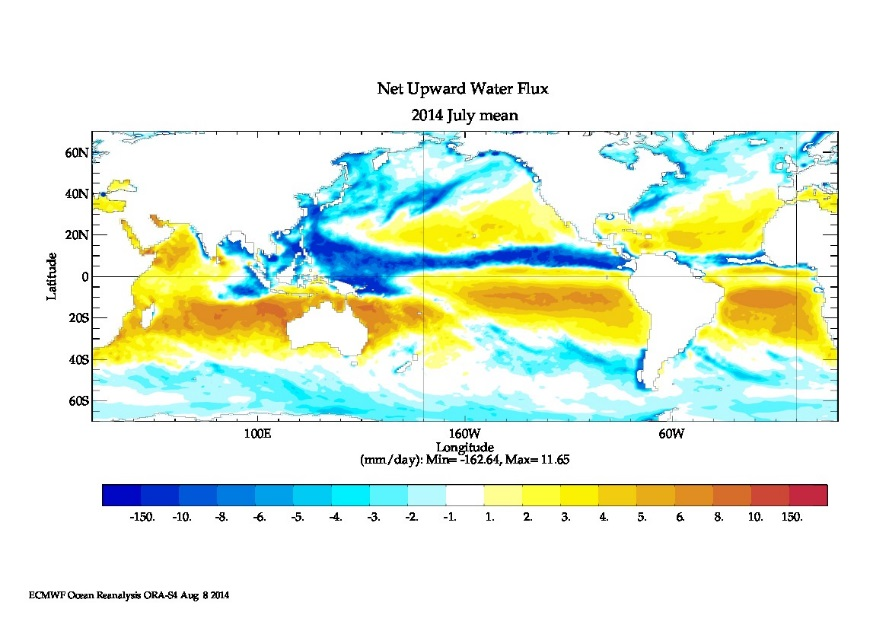 Net Upward Water Flux
2014 July mean
60N
40N
20N
0
20S
40S
60S
Latitude
100E 160W 60W
Longitude
(mm/day): Min= -162.64, Max= 11.65
-150. -10. -8. -6. -5. -4. -3. -2. -1. 1. 2. 3. 4. 5. 6. 8. 10. 150.
ECMWF Ocean Reanalysis ORA-S4 Aug 8 2014